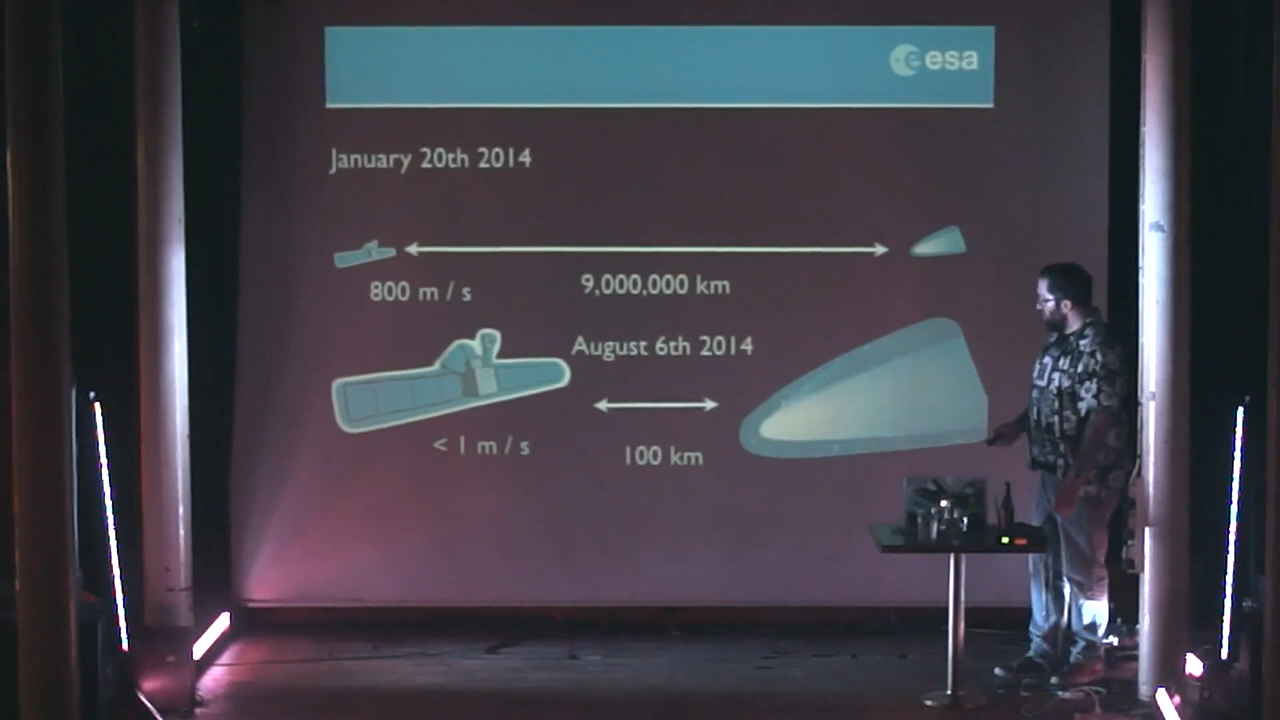 esa
January 20th 2014
800 m / s
9,000,000 km
August 6th 2014
< 1 m / s
100 km